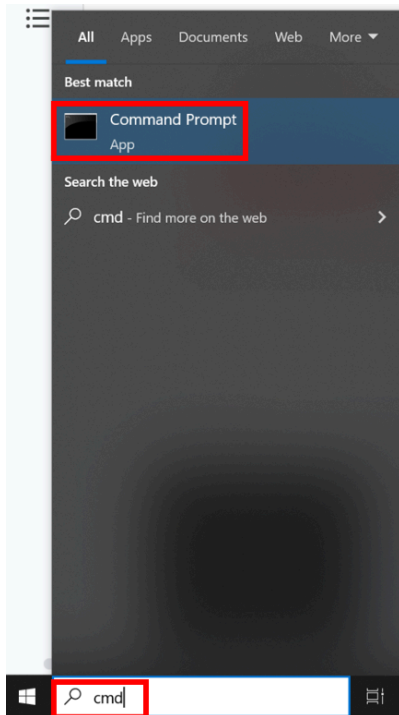 All Apps Documents Web More
Best match
Command Prompt
App
Search the web
cmd - Find more on the web
cmd